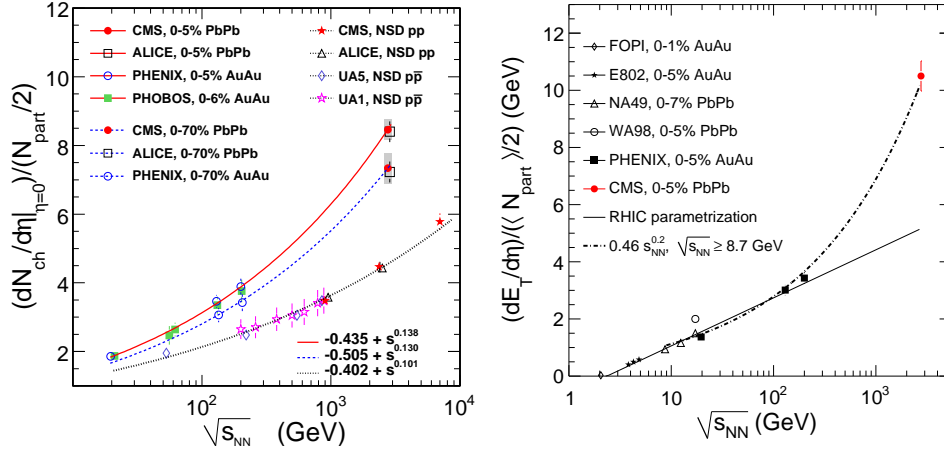 (dN_ch/dη|_η=0)/(N_part/2)
12
10
8
6
4
2
CMS, 0-5% PbPb
ALICE, 0-5% PbPb
PHENIX, 0-5% AuAu
PHOBOS, 0-6% AuAu
CMS, 0-70% PbPb
ALICE, 0-70% PbPb
PHENIX, 0-70% AuAu
CMS, NSD pp
ALICE, NSD pp
UA5, NSD pp̅
UA1, NSD pp̅
-0.435 + s^0.138
-0.505 + s^0.130
-0.402 + s^0.101
10^2
10^3
10^4
√s_NN (GeV)
(dE_T/dη)/(⟨ N_part ⟩/2) (GeV)
12
10
8
6
4
2
0
FOPI, 0-1% AuAu
E802, 0-5% AuAu
NA49, 0-7% PbPb
WA98, 0-5% PbPb
PHENIX, 0-5% AuAu
CMS, 0-5% PbPb
RHIC parametrization
0.46 s_NN^0.2, √s_NN ≥ 8.7 GeV
1
10
10^2
10^3
√s_NN (GeV)